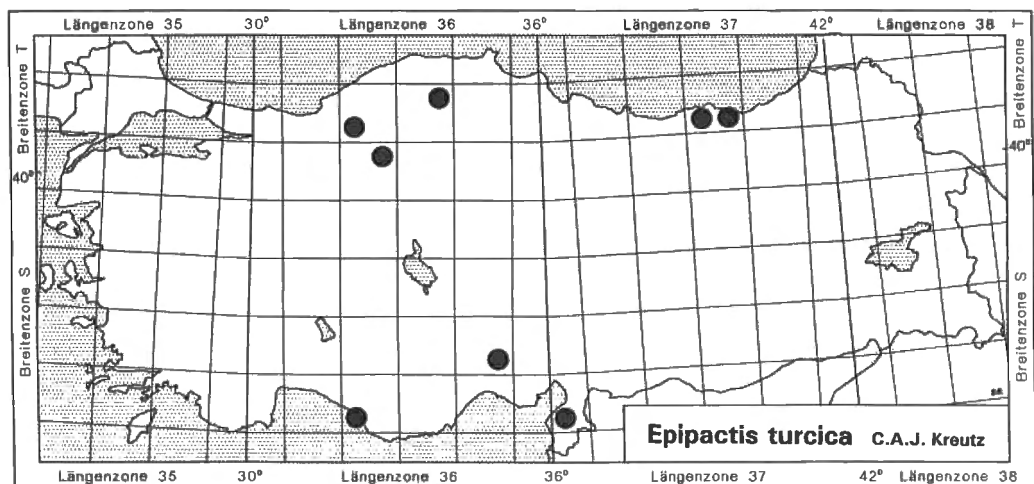 Längenzone 35 30° Längenzone 36 36° Längenzone 37 42° Längenzone 38
Breitenzone T
40°
Breitenzone S
Breitenzone T
40°
Breitenzone S
Epipactis turcica C.A.J. Kreutz
Längenzone 35 30° Längenzone 36 36° Längenzone 37 42° Längenzone 38